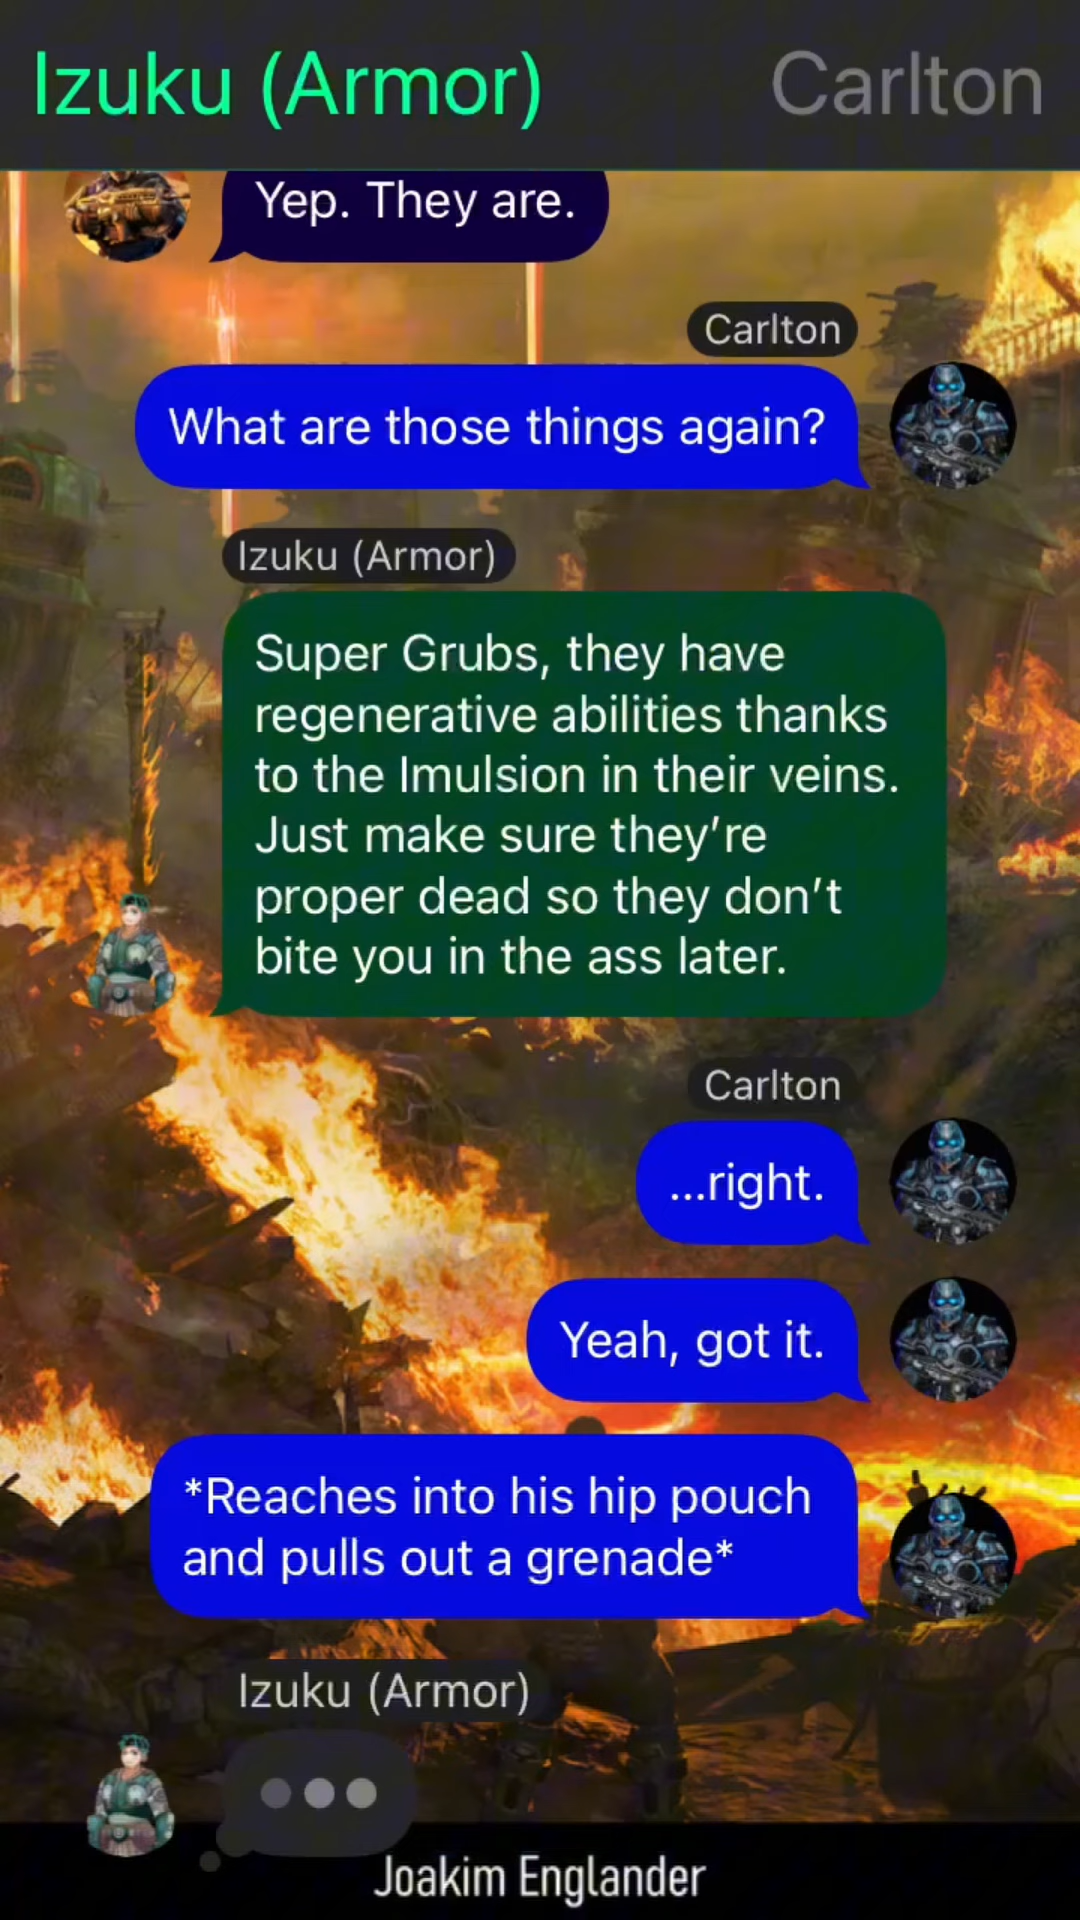 Izuku (Armor)
Carlton
Yep. They are.
Carlton
What are those things again?
Izuku (Armor)
Super Grubs, they have
regenerative abilities thanks
to the Imulsion in their veins.
Just make sure they’re
proper dead so they don’t
bite you in the ass later.
Carlton
...right.
Yeah, got it.
*Reaches into his hip pouch
and pulls out a grenade*
Izuku (Armor)
Joakim Englander